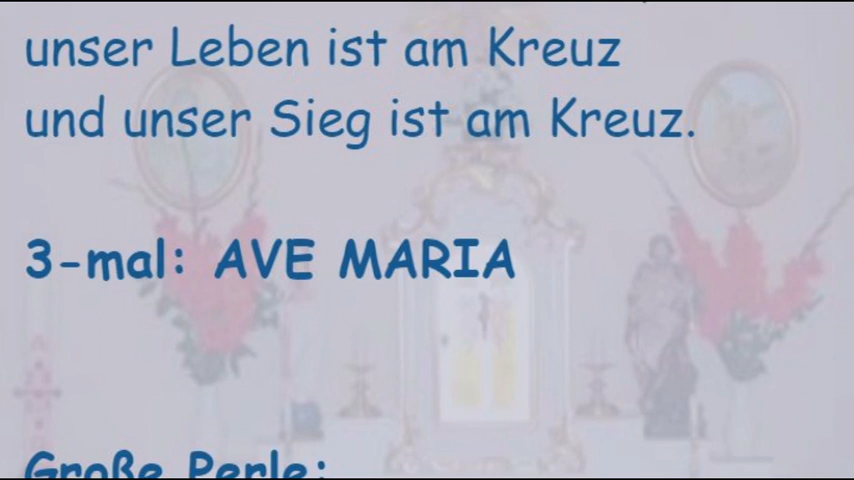 unser Leben ist am Kreuz
und unser Sieg ist am Kreuz.
3-mal: AVE MARIA
Große Perle: